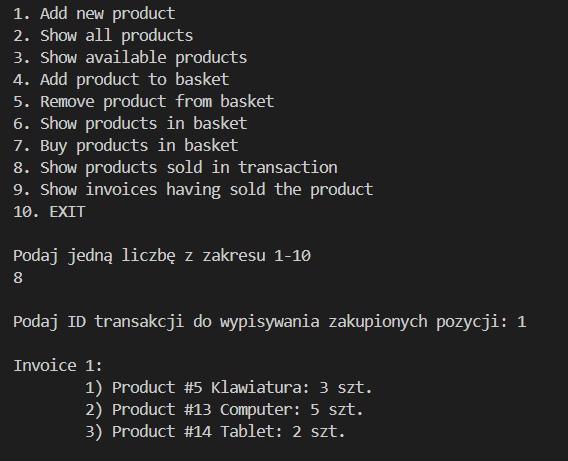 1. Add new product
2. Show all products
3. Show available products
4. Add product to basket
5. Remove product from basket
6. Show products in basket
7. Buy products in basket
8. Show products sold in transaction
9. Show invoices having sold the product
10. EXIT
Podaj jedną liczbę z zakresu 1-10
8
Podaj ID transakcji do wypisywania zakupionych pozycji: 1
Invoice 1:
1) Product #5 Klawiatura: 3 szt.
2) Product #13 Computer: 5 szt.
3) Product #14 Tablet: 2 szt.